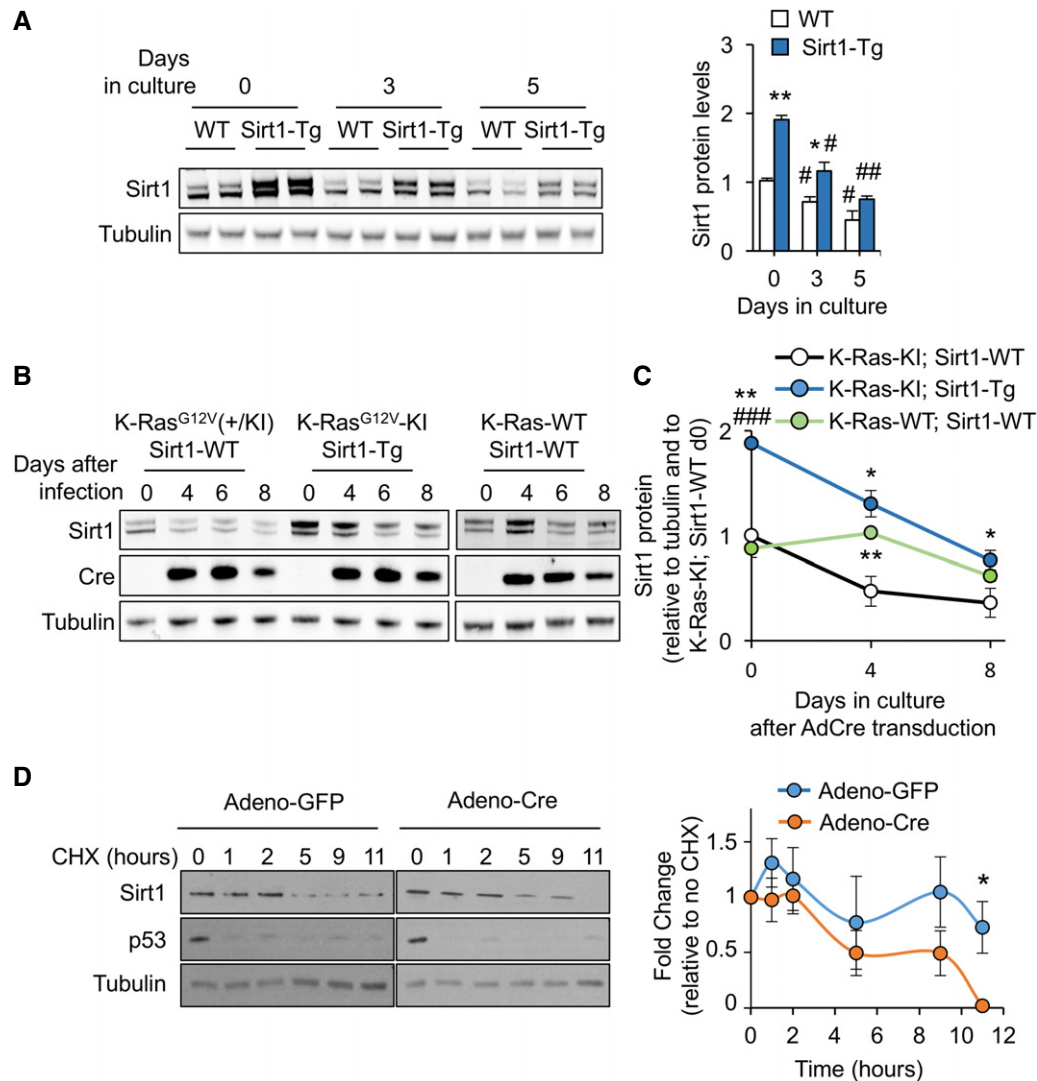 A
Days
in culture
0 3 5
WT Sirt1-Tg WT Sirt1-Tg WT Sirt1-Tg
Sirt1
Tubulin
WT
Sirt1-Tg
Sirt1 protein levels
3
2
1
0
**
# * #
# ##
0 3 5
Days in culture
B
K-RasG12V(+/KI) K-RasG12V-KI K-Ras-WT
Sirt1-WT Sirt1-Tg Sirt1-WT
Days after
infection
0 4 6 8 0 4 6 8 0 4 6 8
Sirt1
Cre
Tubulin
C
K-Ras-KI; Sirt1-WT
K-Ras-KI; Sirt1-Tg
K-Ras-WT; Sirt1-WT
Sirt1 protein
(relative to tubulin and to
K-Ras-KI; Sirt1-WT d0)
**
###
2
1
0
*
**
*
0 4 8
Days in culture
after AdCre transduction
D
Adeno-GFP Adeno-Cre
CHX (hours) 0 1 2 5 9 11 0 1 2 5 9 11
Sirt1
p53
Tubulin
Adeno-GFP
Adeno-Cre
Fold Change
(relative to no CHX)
1.5
1
0.5
0
*
0 2 4 6 8 10 12
Time (hours)